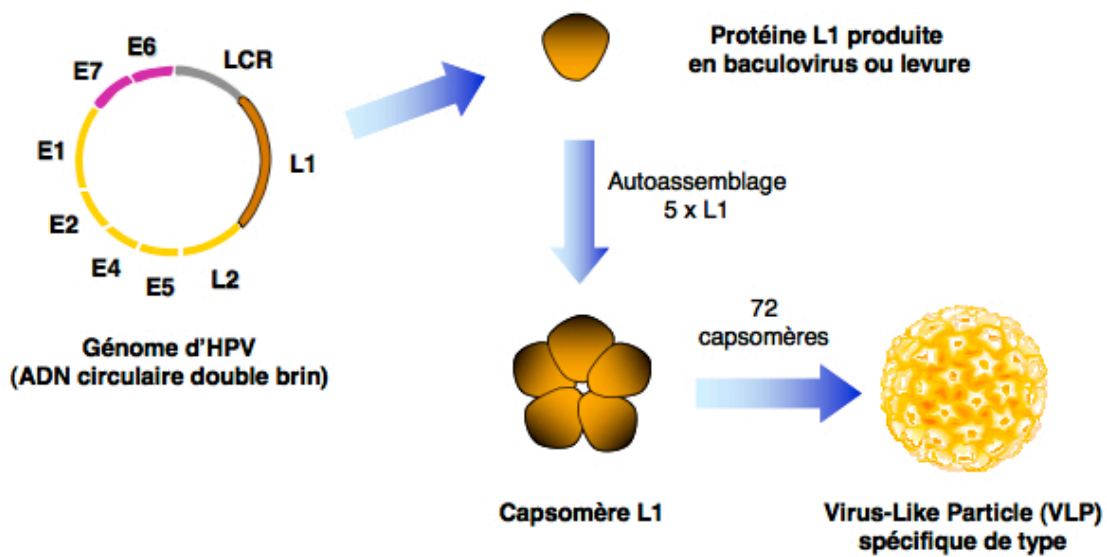 E6
LCR
E7
E1
L1
E2
E4
E5
L2
Génome d'HPV
(ADN circulaire double brin)
Protéine L1 produite
en baculovirus ou levure
Autoassemblage
5 x L1
Capsomère L1
72
capsomères
Virus-Like Particle (VLP)
spécifique de type